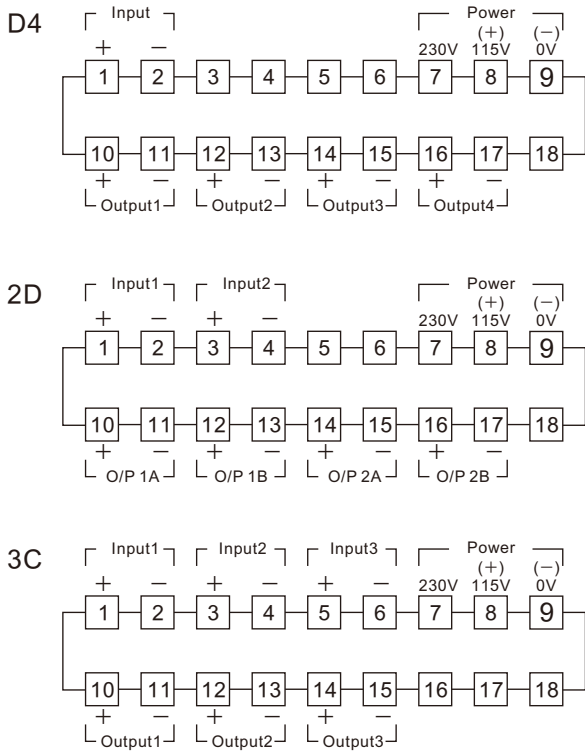 D4
Input Power
(+) (−)
+ − 230V 115V 0V
1 2 3 4 5 6 7 8 9
10 11 12 13 14 15 16 17 18
+ − + − + − + −
Output1 Output2 Output3 Output4
2D
Input1 Input2 Power
(+) (−)
+ − + − 230V 115V 0V
1 2 3 4 5 6 7 8 9
10 11 12 13 14 15 16 17 18
+ − + − + − + −
O/P 1A O/P 1B O/P 2A O/P 2B
3C
Input1 Input2 Input3 Power
(+) (−)
+ − + − + − 230V 115V 0V
1 2 3 4 5 6 7 8 9
10 11 12 13 14 15 16 17 18
+ − + − + −
Output1 Output2 Output3